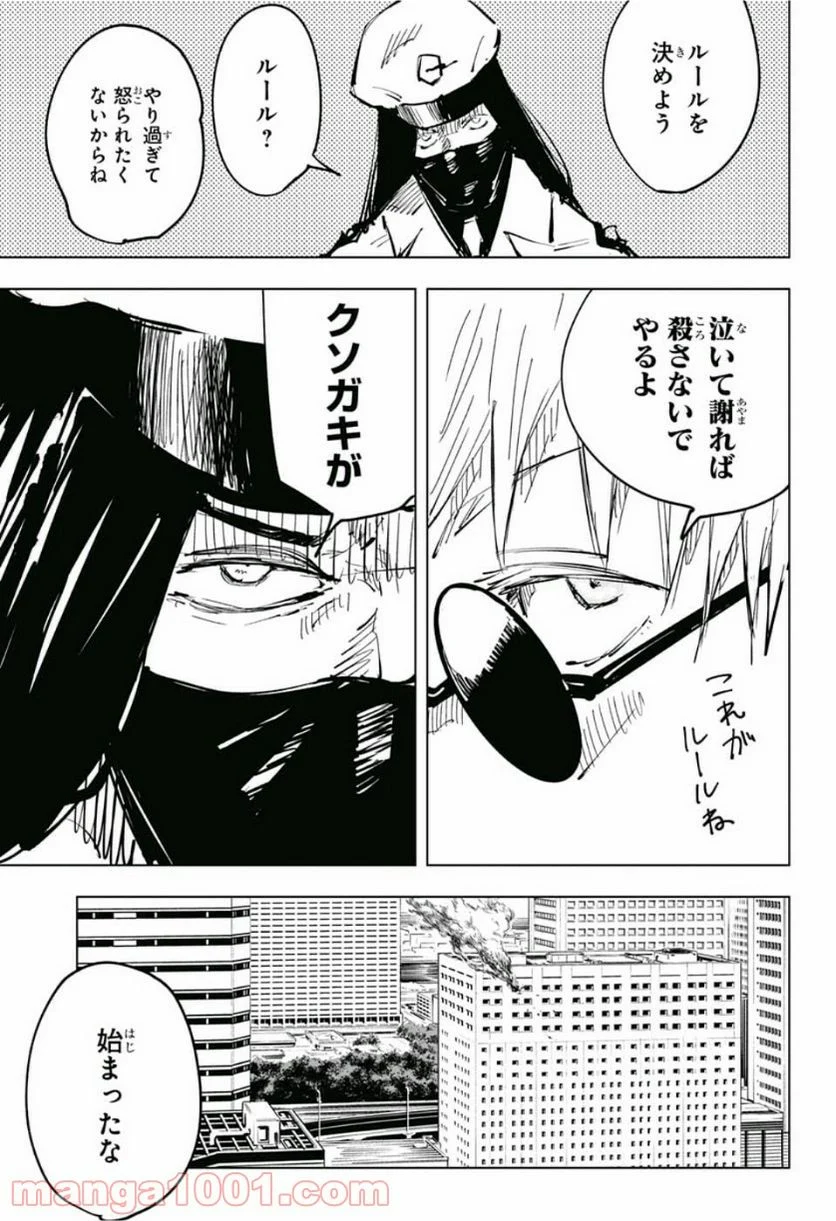 ルールを
決めよう
ルール?
やり過ぎて
怒られたく
ないからね
泣いて謝れば
殺さないで
やるよ
これが
ルールね
クソガキが
始まったな
manga1001.com